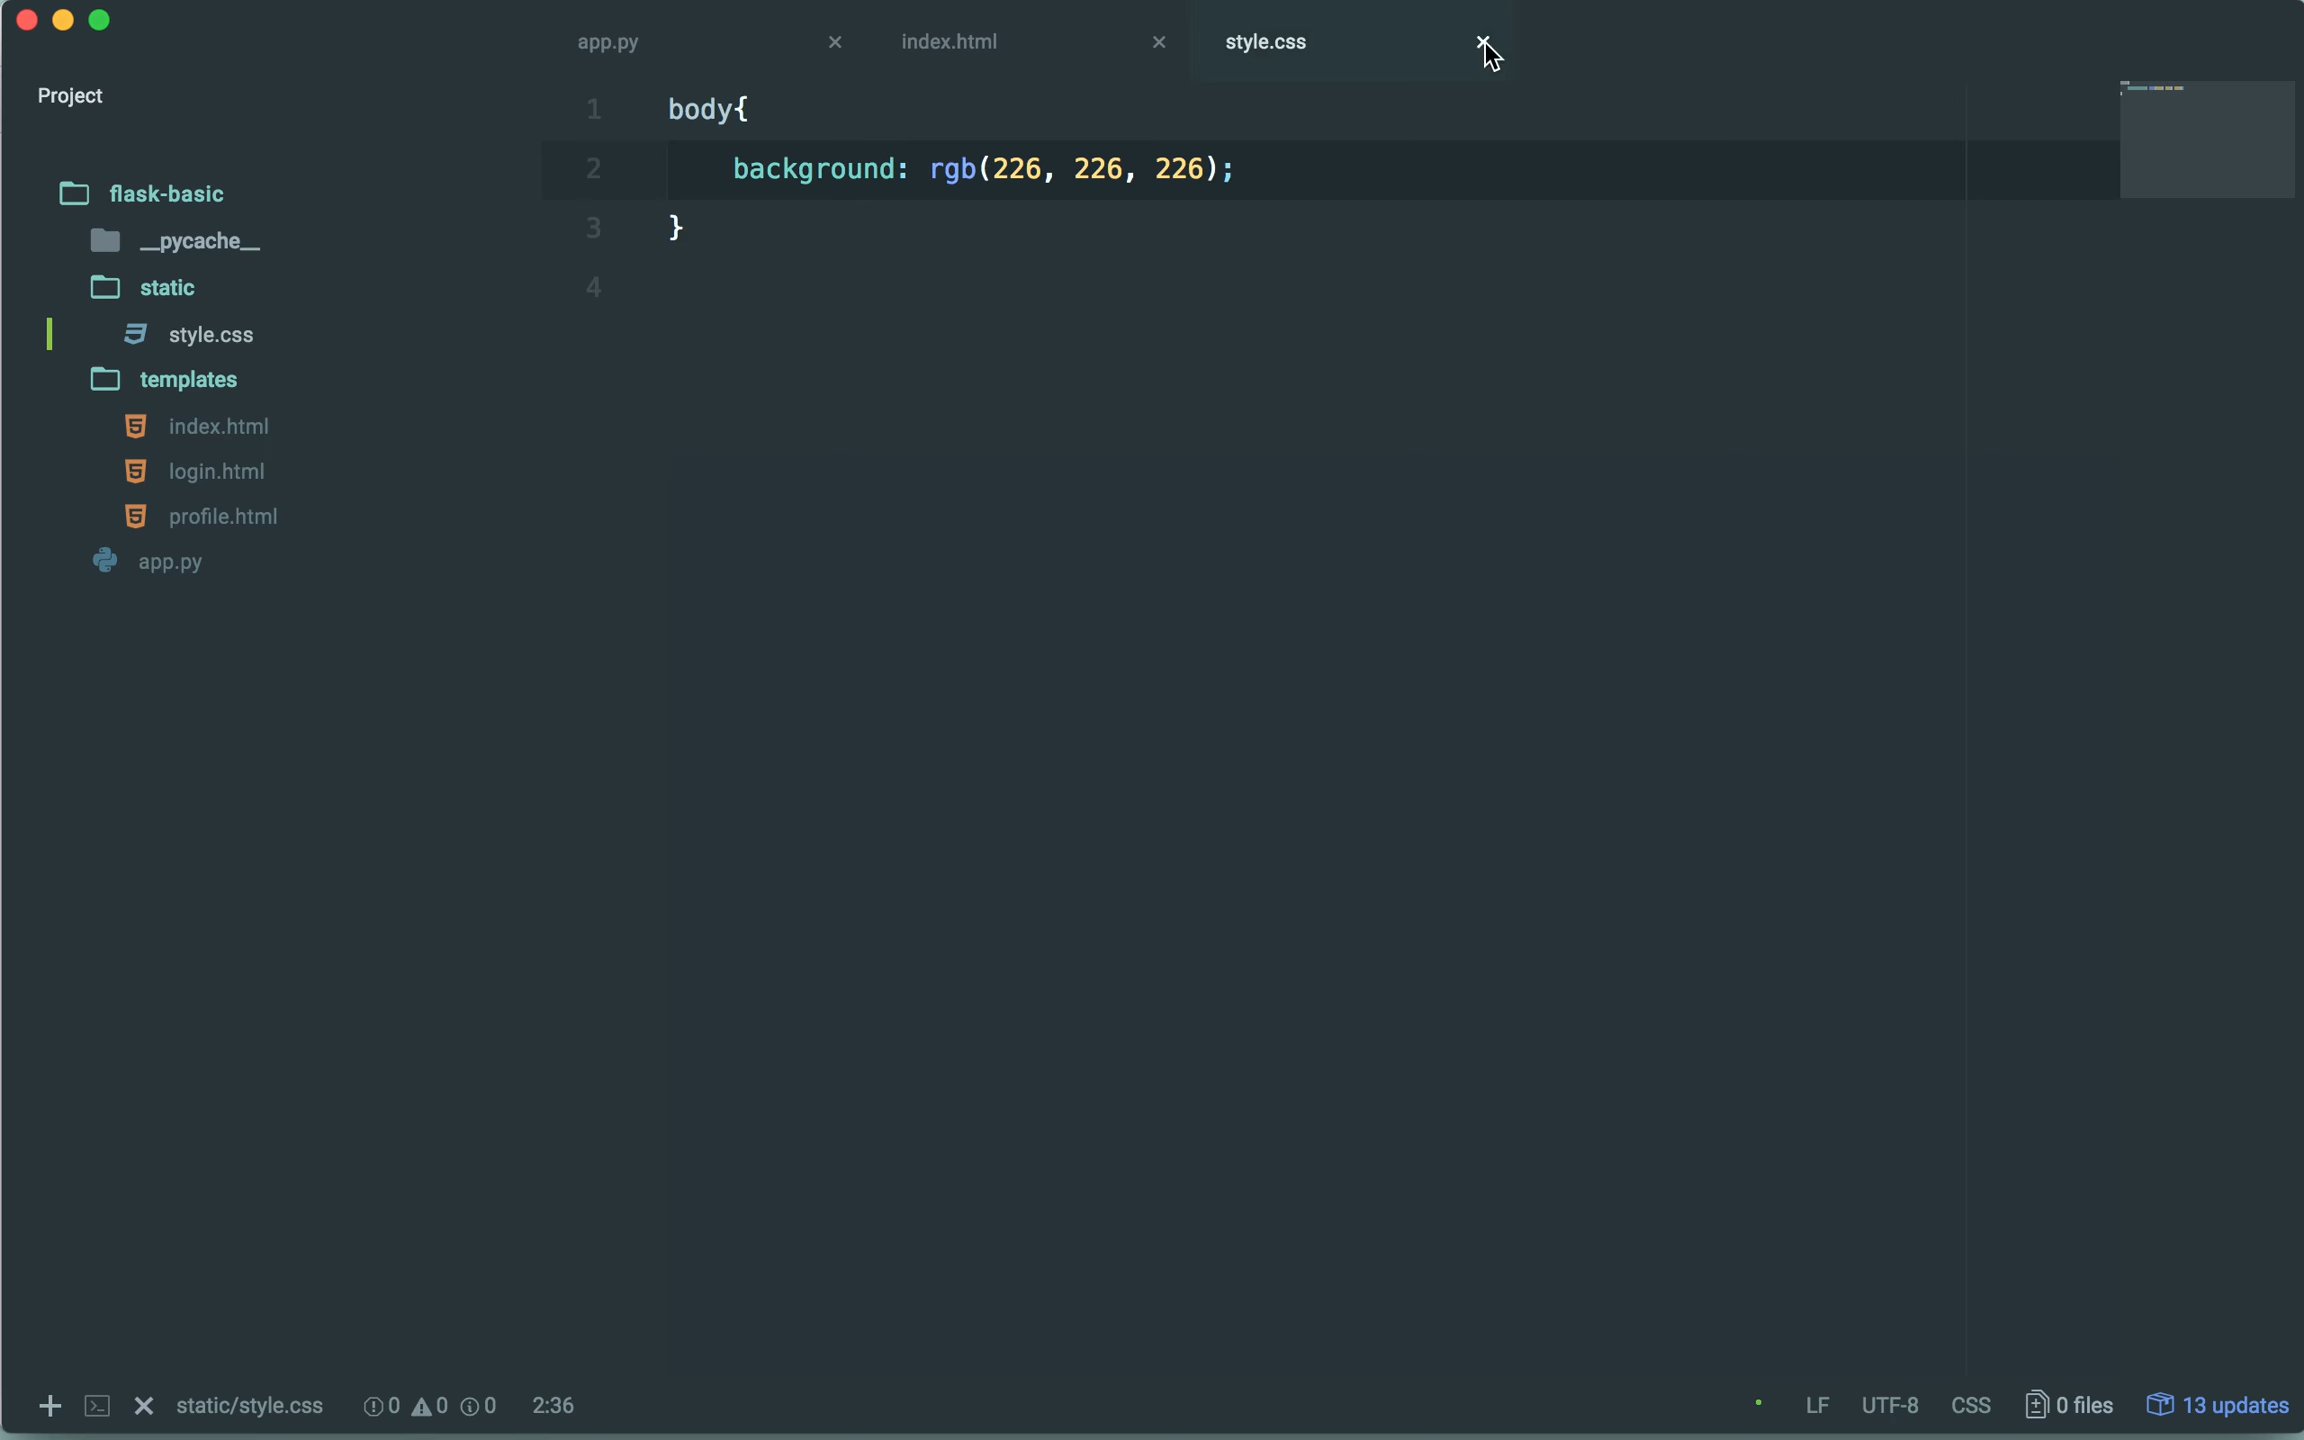 app.py
index.html
style.css
Project
flask-basic
__pycache__
static
style.css
templates
index.html
login.html
profile.html
app.py
1 body{
2 background: rgb(226, 226, 226);
3 }
4
static/style.css 0 0 0 2:36 LF UTF-8 CSS 0 files 13 updates